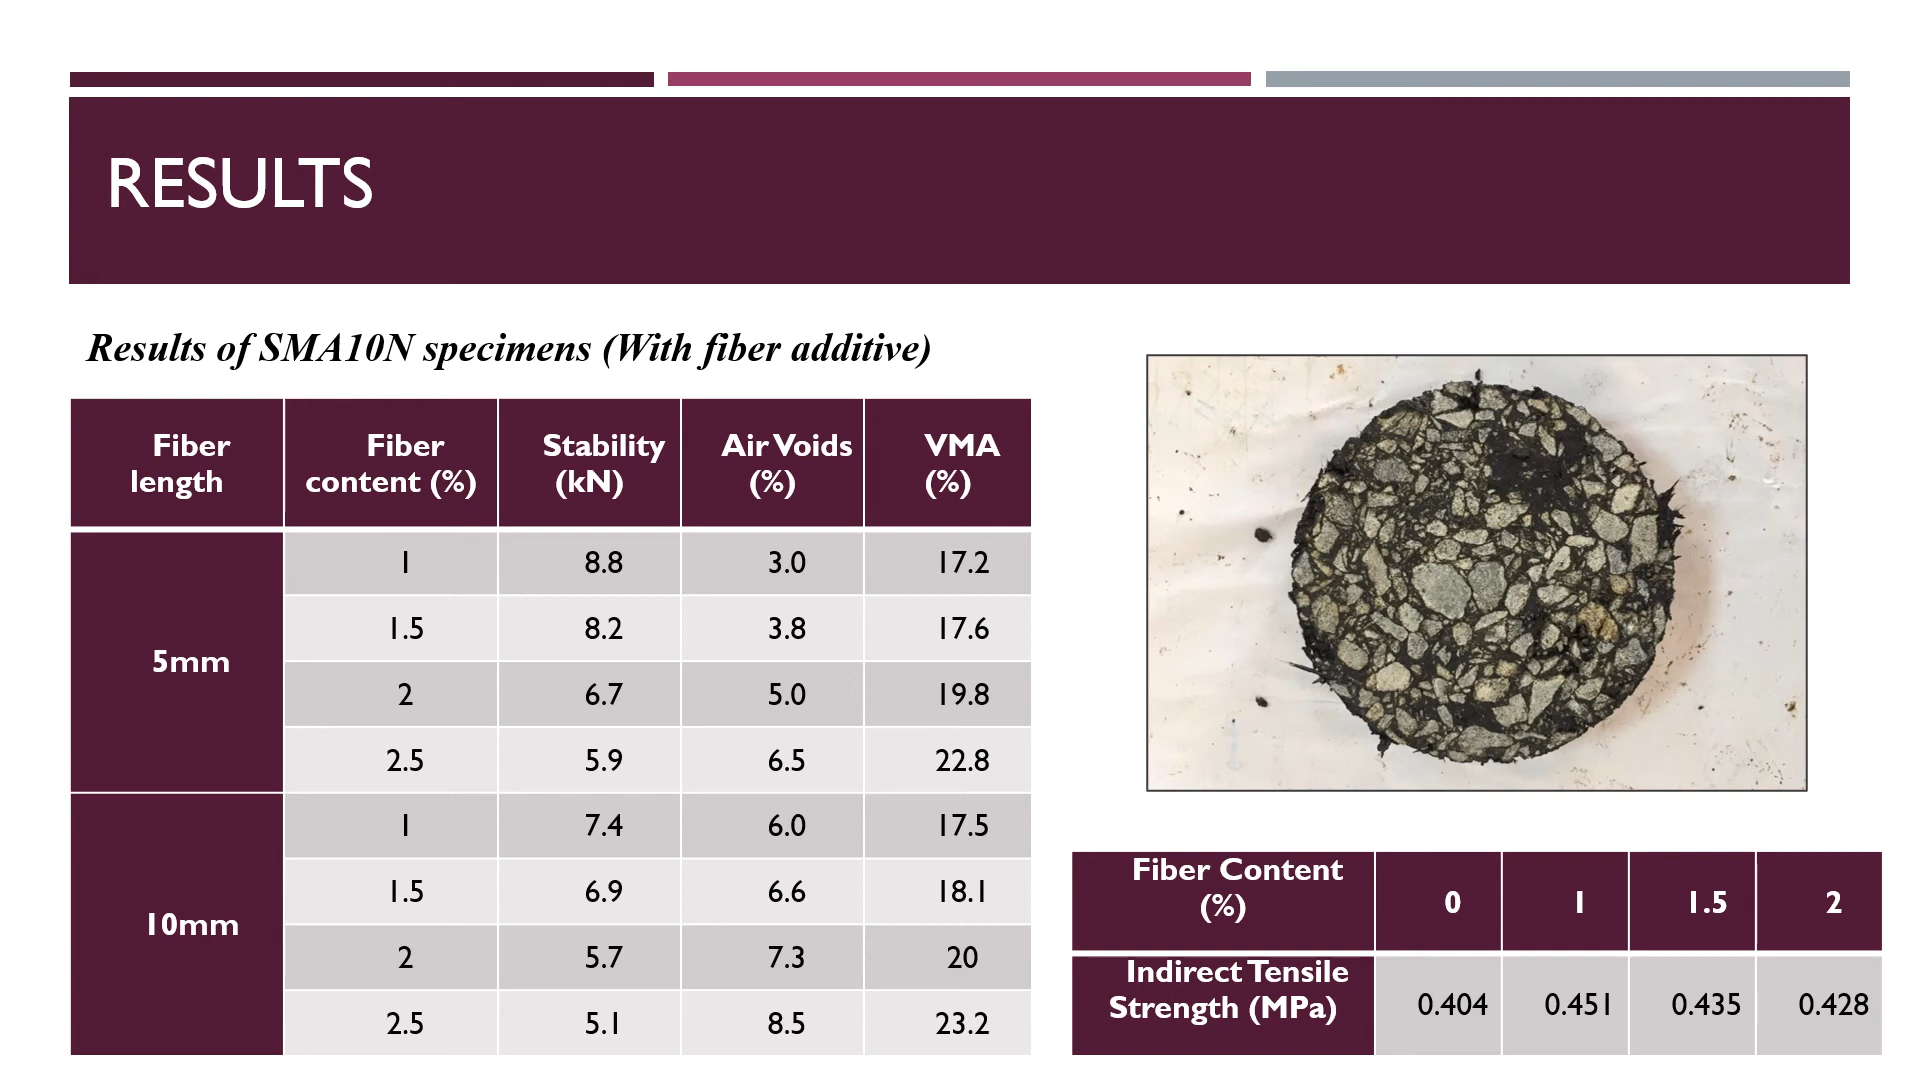 RESULTS
Results of SMA10N specimens (With fiber additive)
Fiber length | Fiber content (%) | Stability (kN) | Air Voids (%) | VMA (%)
5mm | 1 | 8.8 | 3.0 | 17.2
1.5 | 8.2 | 3.8 | 17.6
2 | 6.7 | 5.0 | 19.8
2.5 | 5.9 | 6.5 | 22.8
10mm | 1 | 7.4 | 6.0 | 17.5
1.5 | 6.9 | 6.6 | 18.1
2 | 5.7 | 7.3 | 20
2.5 | 5.1 | 8.5 | 23.2
Fiber Content (%) | 0 | 1 | 1.5 | 2
Indirect Tensile Strength (MPa) | 0.404 | 0.451 | 0.435 | 0.428